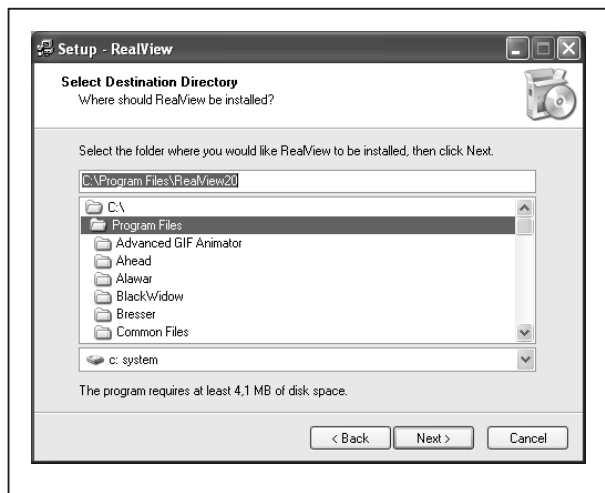 Setup - RealView
Select Destination Directory
Where should RealView be installed?
Select the folder where you would like RealView to be installed, then click Next.
C:\Program Files\RealView20
C:\
Program Files
Advanced GIF Animator
Ahead
Alawar
BlackWidow
Bresser
Common Files
c: system
The program requires at least 4,1 MB of disk space.
< Back
Next >
Cancel